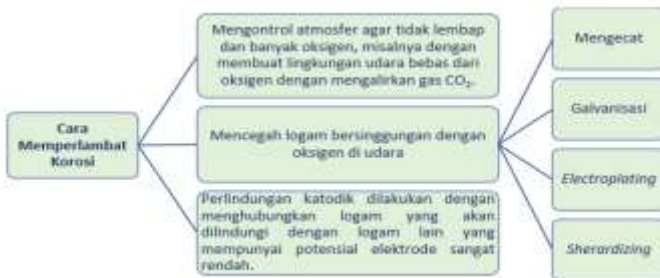 Cara
Memperlambat
Korosi
Mengontrol atmosfer agar tidak lembap
dan banyak oksigen, misalnya dengan
membuat lingkungan udara bebas dari
oksigen dengan mengalirkan gas CO₂.
Mencegah logam bersinggungan dengan
oksigen di udara
Perlindungan katodik dilakukan dengan
menghubungkan logam yang akan
dilindungi dengan logam lain yang
mempunyai potensial elektrode sangat
rendah.
Mengecat
Galvanisasi
Electroplating
Sherardizing